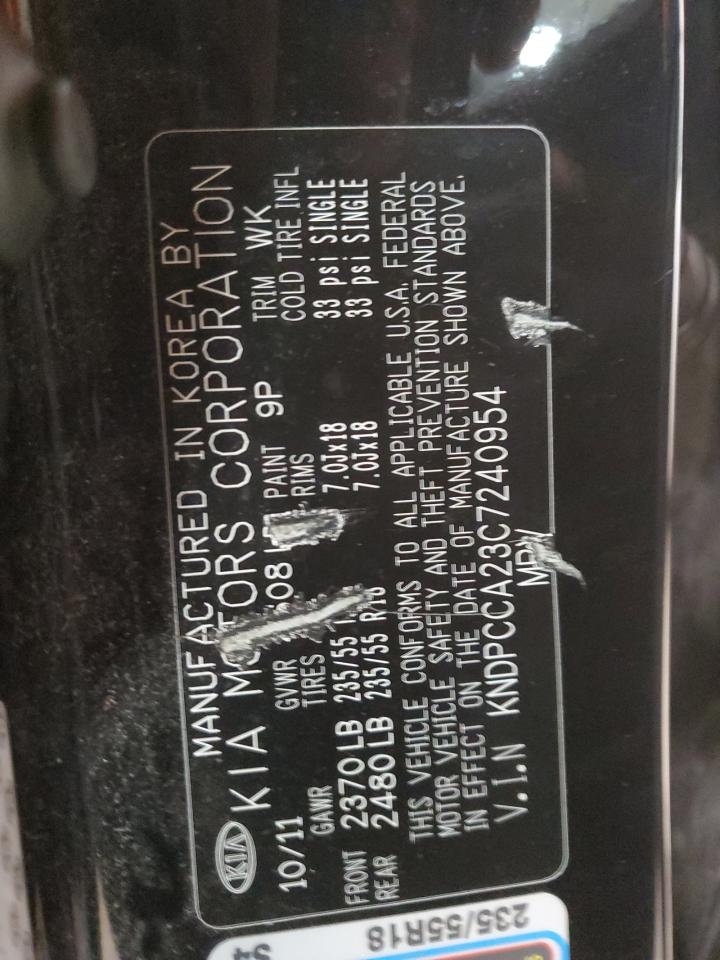 KIA
MANUFACTURED IN KOREA BY
KIA MOTORS CORPORATION
10/11 GVWR PAINT 9P TRIM WK
GAWR TIRES RIMS COLD TIRE INFL
FRONT 2370LB 235/55 7.0Jx18 33 psi SINGLE
REAR 2480LB 235/55 R/18 7.0Jx18 33 psi SINGLE
THIS VEHICLE CONFORMS TO ALL APPLICABLE U.S.A. FEDERAL
MOTOR VEHICLE SAFETY AND THEFT PREVENTION STANDARDS
IN EFFECT ON THE DATE OF MANUFACTURE SHOWN ABOVE.
V.I.N KNDPCCA23C7240954
235/55R18